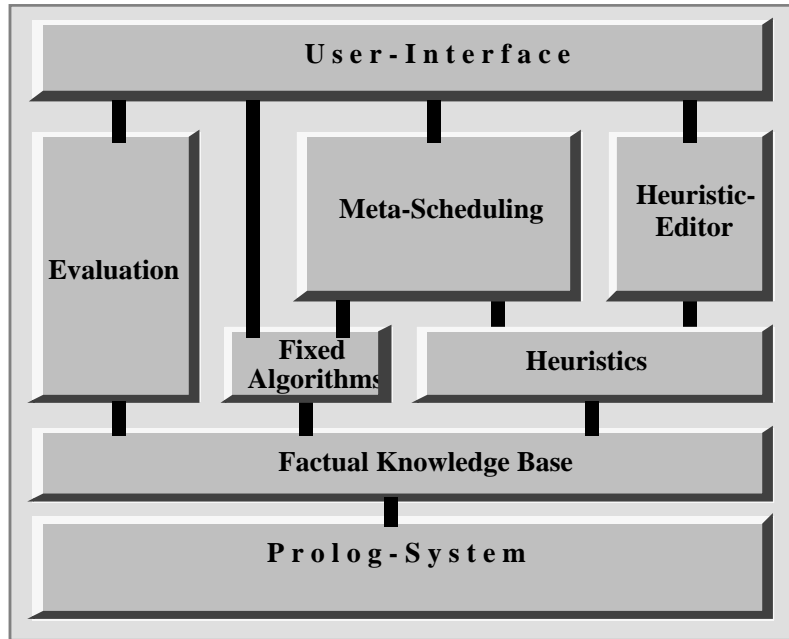 User-Interface
Meta-Scheduling
Heuristic-
Editor
Evaluation
Fixed
Algorithms
Heuristics
Factual Knowledge Base
Prolog-System